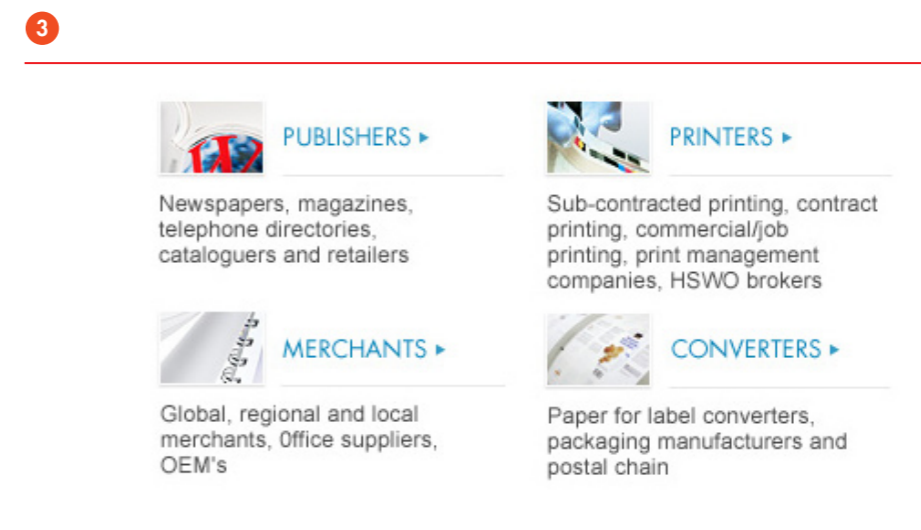 3
PUBLISHERS ▸
Newspapers, magazines,
telephone directories,
cataloguers and retailers
PRINTERS ▸
Sub-contracted printing, contract
printing, commercial/job
printing, print management
companies, HSWO brokers
MERCHANTS ▸
Global, regional and local
merchants, 0ffice suppliers,
OEM's
CONVERTERS ▸
Paper for label converters,
packaging manufacturers and
postal chain